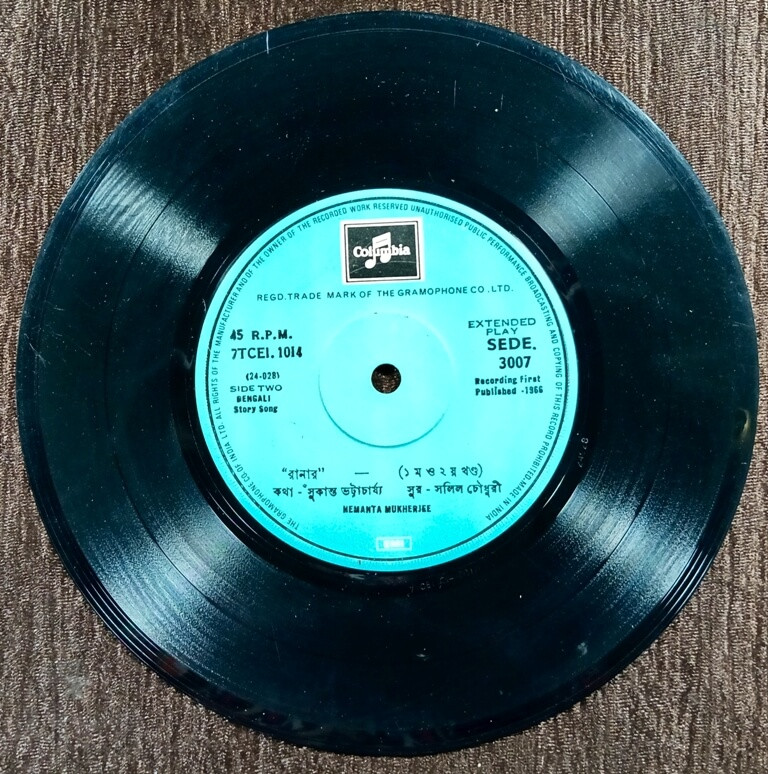 THE GRAMOPHONE CO. OF INDIA LTD. ALL RIGHTS OF THE MANUFACTURER AND OF THE OWNER OF THE RECORDED WORK RESERVED UNAUTHORISED PUBLIC PERFORMANCE BROADCASTING AND COPYING OF THIS RECORD PROHIBITED. MADE IN INDIA
Columbia
REGD. TRADE MARK OF THE GRAMOPHONE CO. LTD.
45 R.P.M.
7TCEI. 1014
(24-028)
SIDE TWO
BENGALI
Story Song
EXTENDED
PLAY
SEDE.
3007
Recording First
Published -1966
"রানার" — (১ম ও ২য় খণ্ড)
কথা - ঁসুকান্ত ভট্টাচার্য্য সুর - সলিল চৌধুরী
HEMANTA MUKHERJEE
EMI